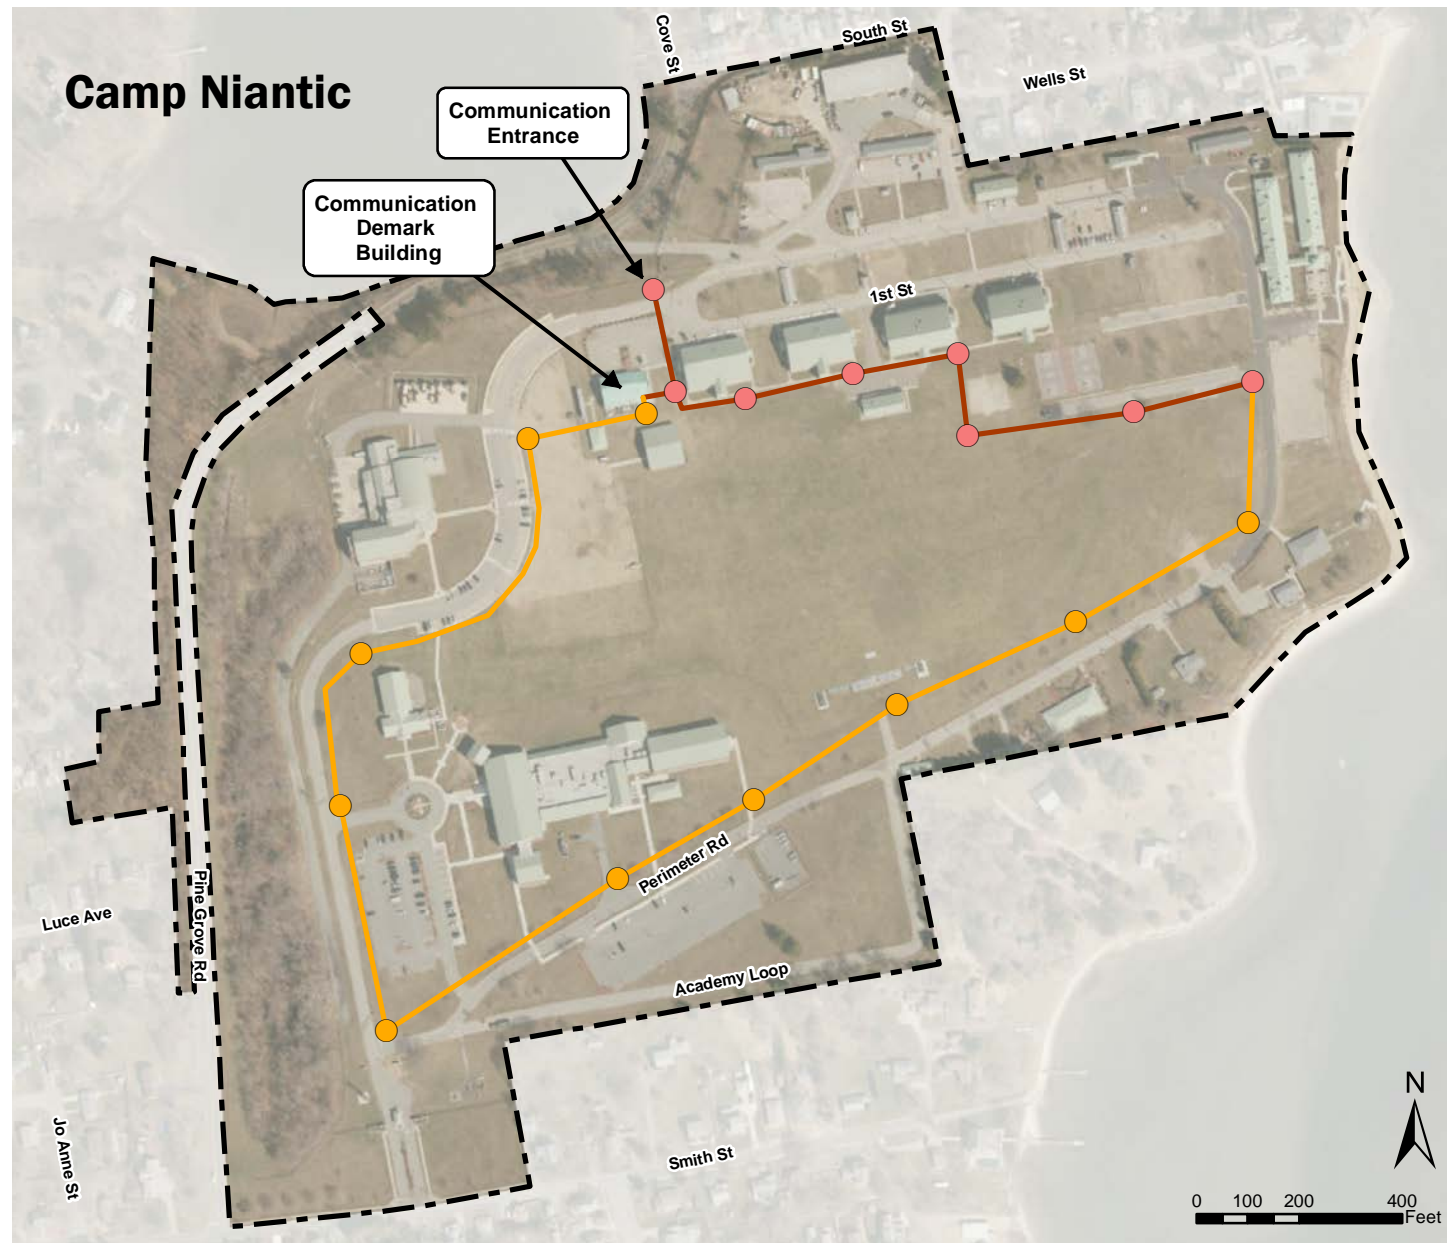 Cove St
South St
Wells St
Camp Niantic
Communication
Entrance
Communication
Demark
Building
1st St
Perimeter Rd
Pine Grove Rd
Luce Ave
Academy Loop
Jo Anne St
Smith St
N
0 100 200 400
Feet